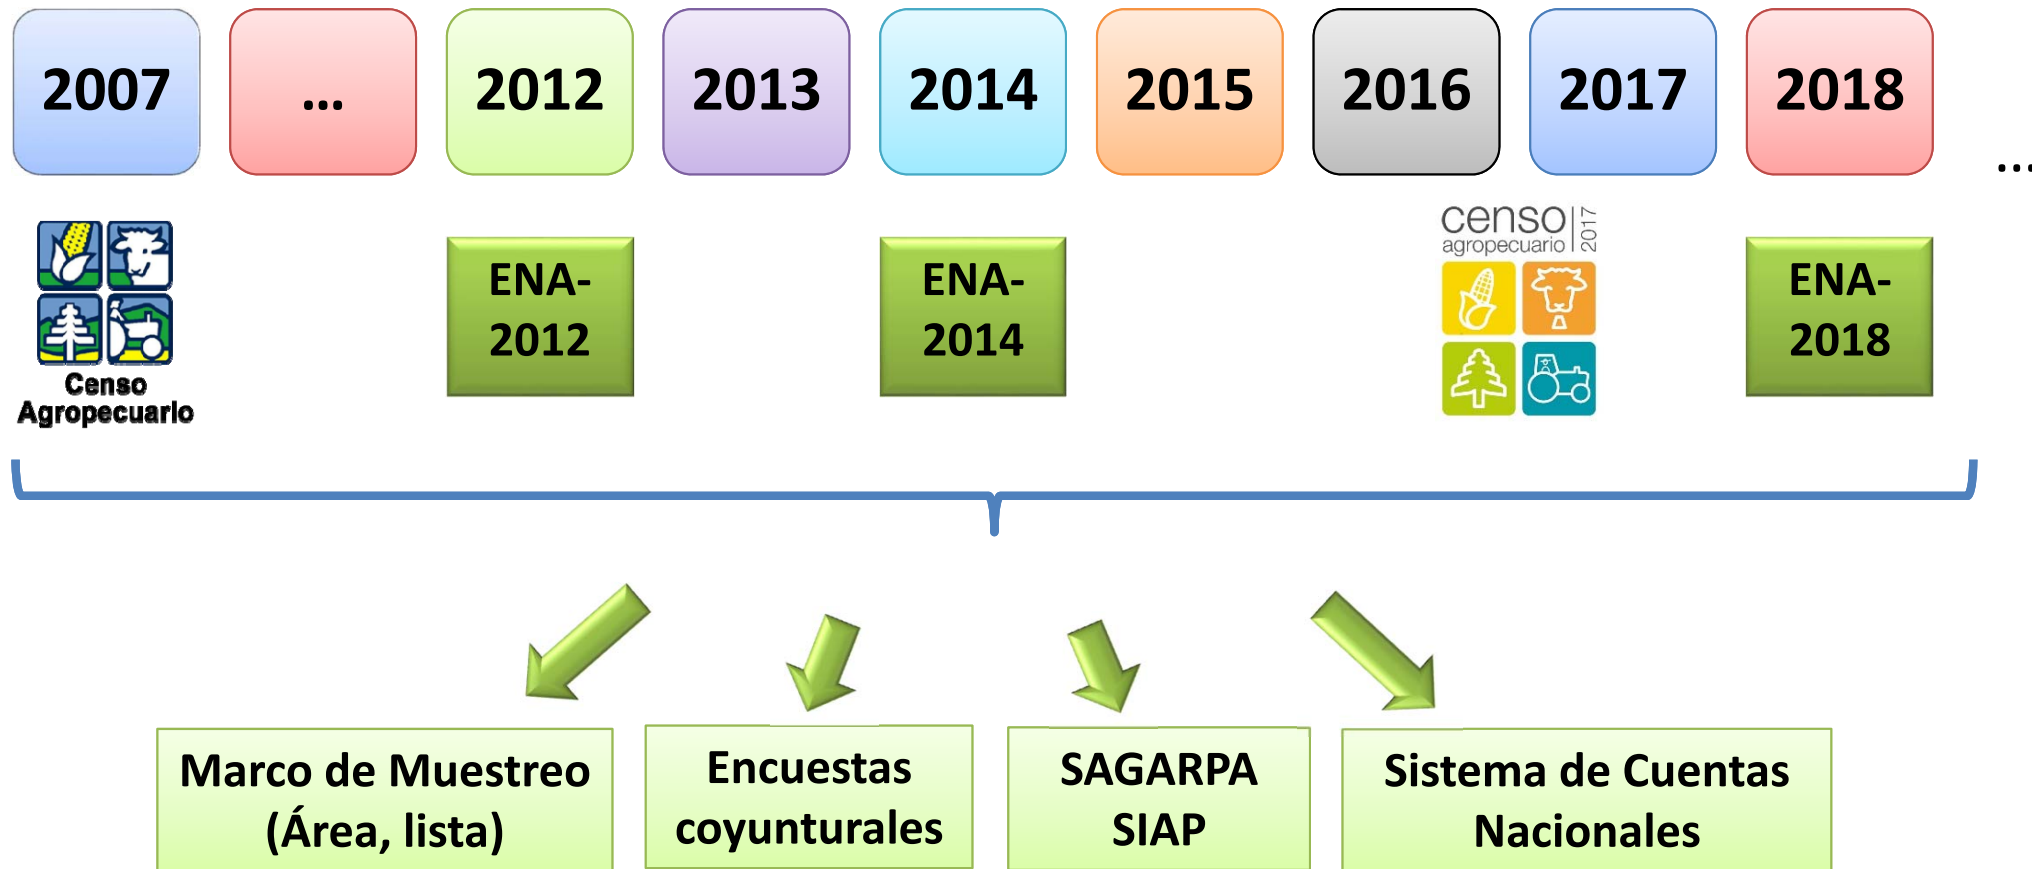 2007
...
2012
2013
2014
2015
2016
2017
2018
...
Censo
Agropecuario
ENA-
2012
ENA-
2014
censo
agropecuario
2017
ENA-
2018
Marco de Muestreo
(Área, lista)
Encuestas
coyunturales
SAGARPA
SIAP
Sistema de Cuentas
Nacionales